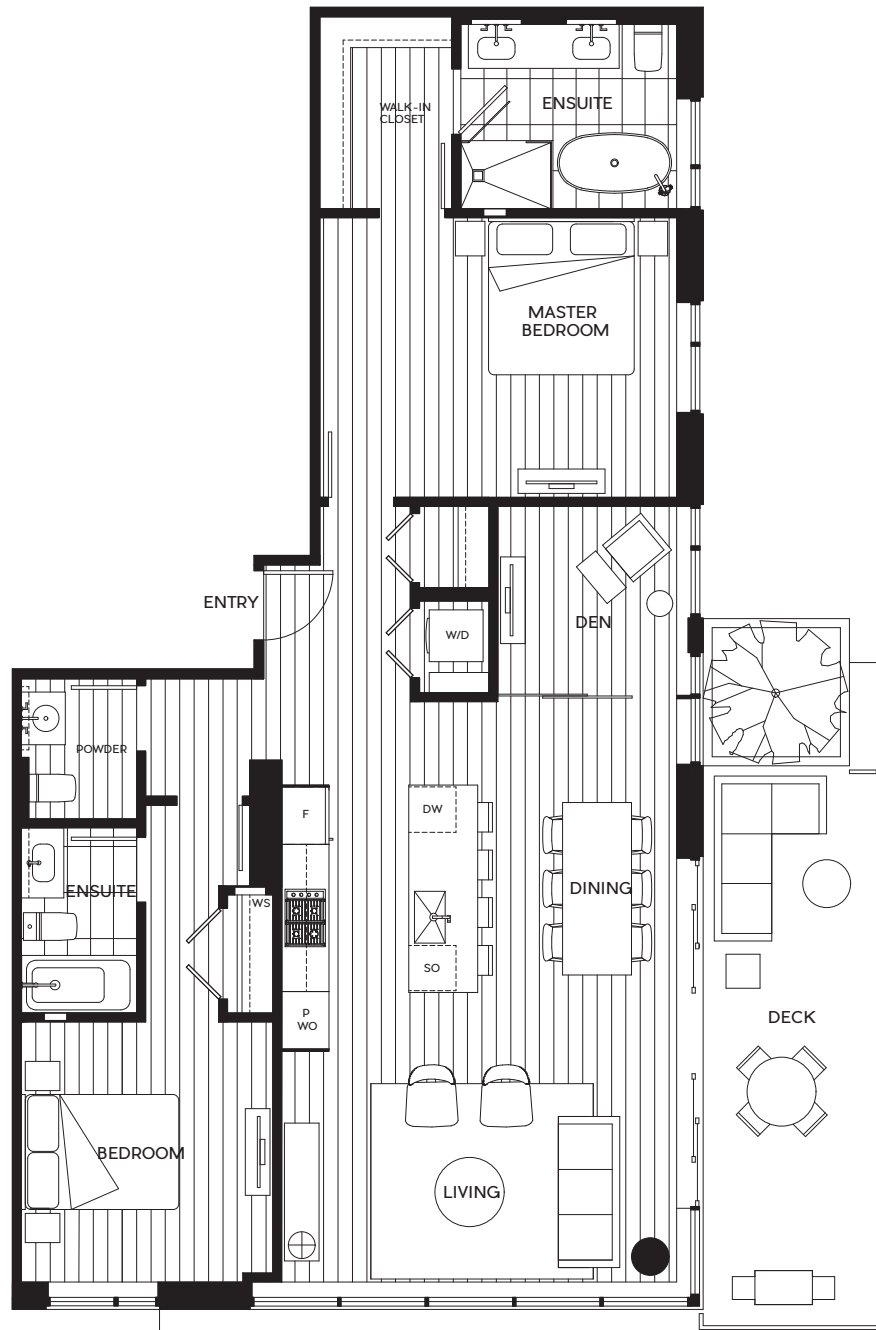 ENSUITE
WALK-IN
CLOSET
MASTER
BEDROOM
ENTRY
DEN
W/D
POWDER
F
DW
ENSUITE
WS
DINING
SO
P
WO
DECK
BEDROOM
LIVING